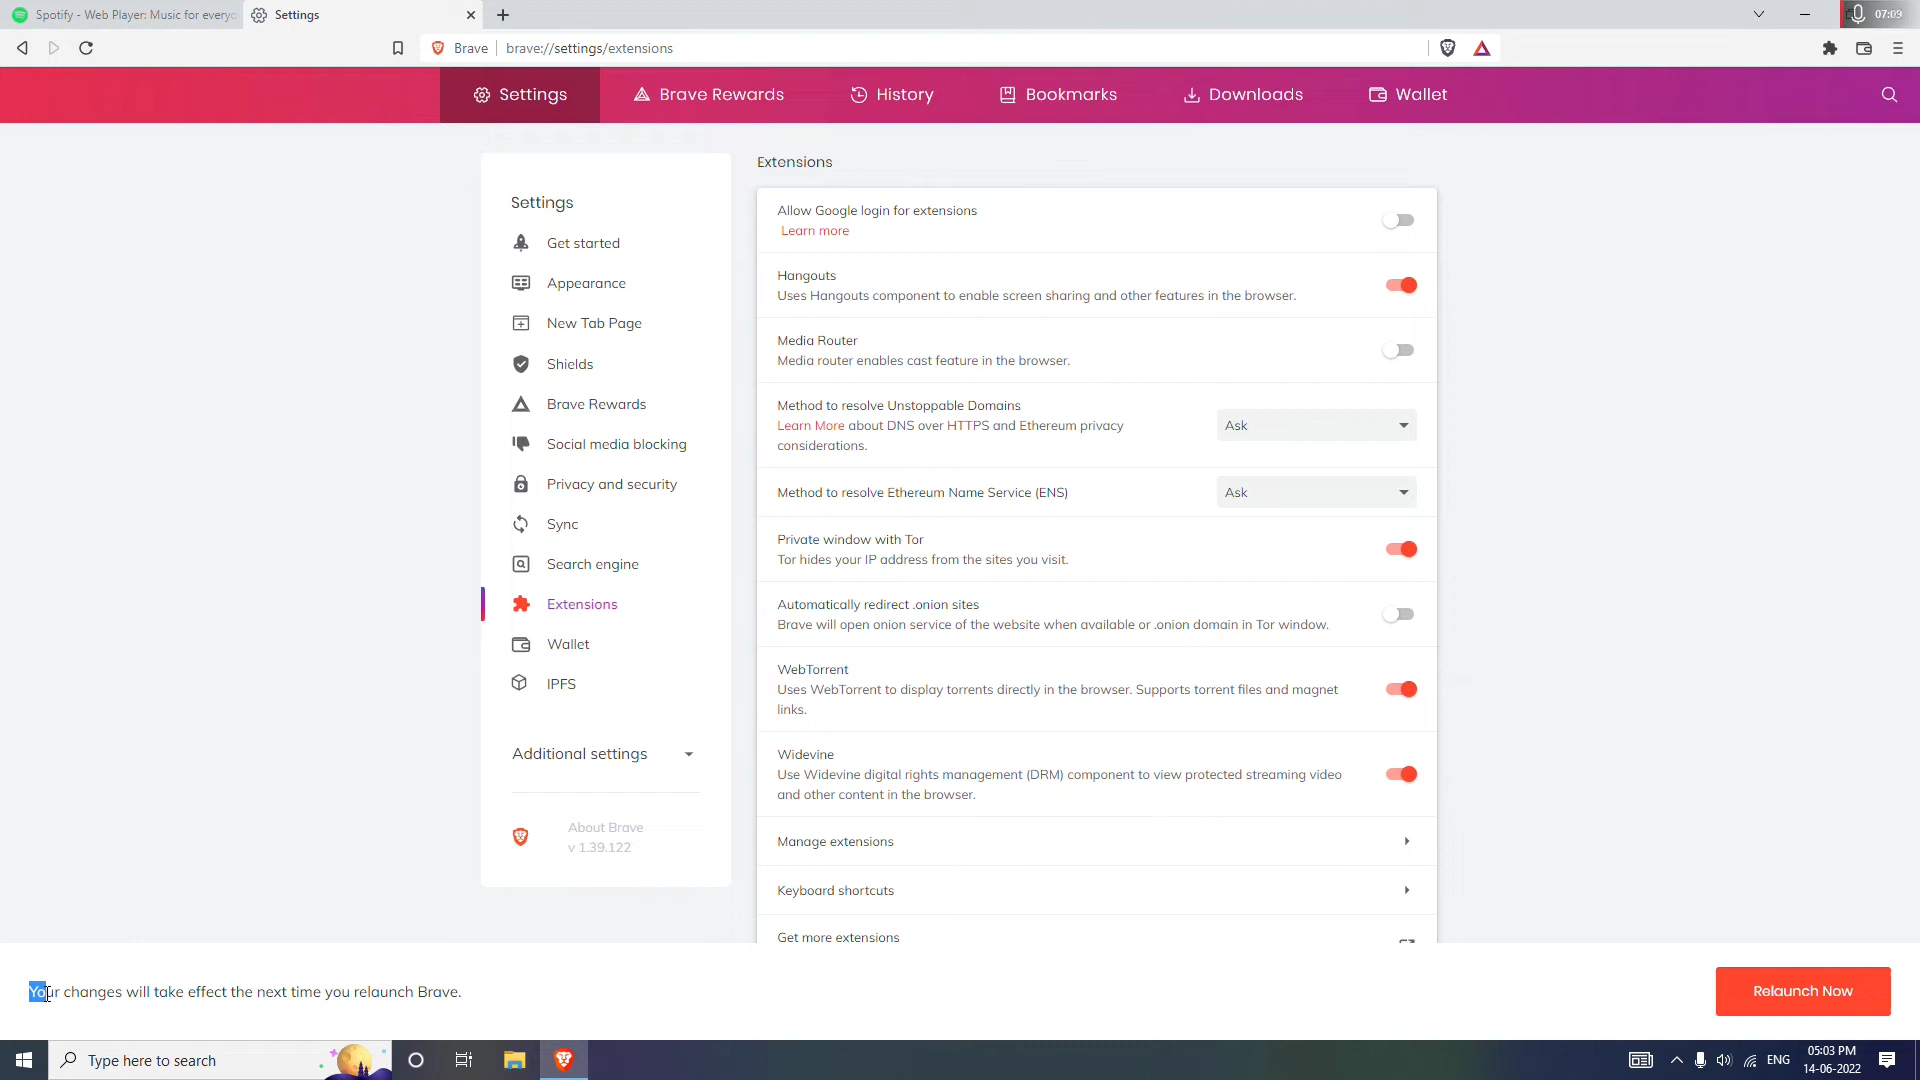 Spotify - Web Player: Music for everyo
Settings
07:09
Brave
brave://settings/extensions
Settings
Brave Rewards
History
Bookmarks
Downloads
Wallet
Settings
Get started
Appearance
New Tab Page
Shields
Brave Rewards
Social media blocking
Privacy and security
Sync
Search engine
Extensions
Wallet
IPFS
Additional settings
About Brave
v 1.39.122
Extensions
Allow Google login for extensions
Learn more
Hangouts
Uses Hangouts component to enable screen sharing and other features in the browser.
Media Router
Media router enables cast feature in the browser.
Method to resolve Unstoppable Domains
Learn More about DNS over HTTPS and Ethereum privacy
considerations.
Ask
Method to resolve Ethereum Name Service (ENS)
Ask
Private window with Tor
Tor hides your IP address from the sites you visit.
Automatically redirect .onion sites
Brave will open onion service of the website when available or .onion domain in Tor window.
WebTorrent
Uses WebTorrent to display torrents directly in the browser. Supports torrent files and magnet
links.
Widevine
Use Widevine digital rights management (DRM) component to view protected streaming video
and other content in the browser.
Manage extensions
Keyboard shortcuts
Get more extensions
Your changes will take effect the next time you relaunch Brave.
Relaunch Now
Type here to search
ENG
05:03 PM
14-06-2022